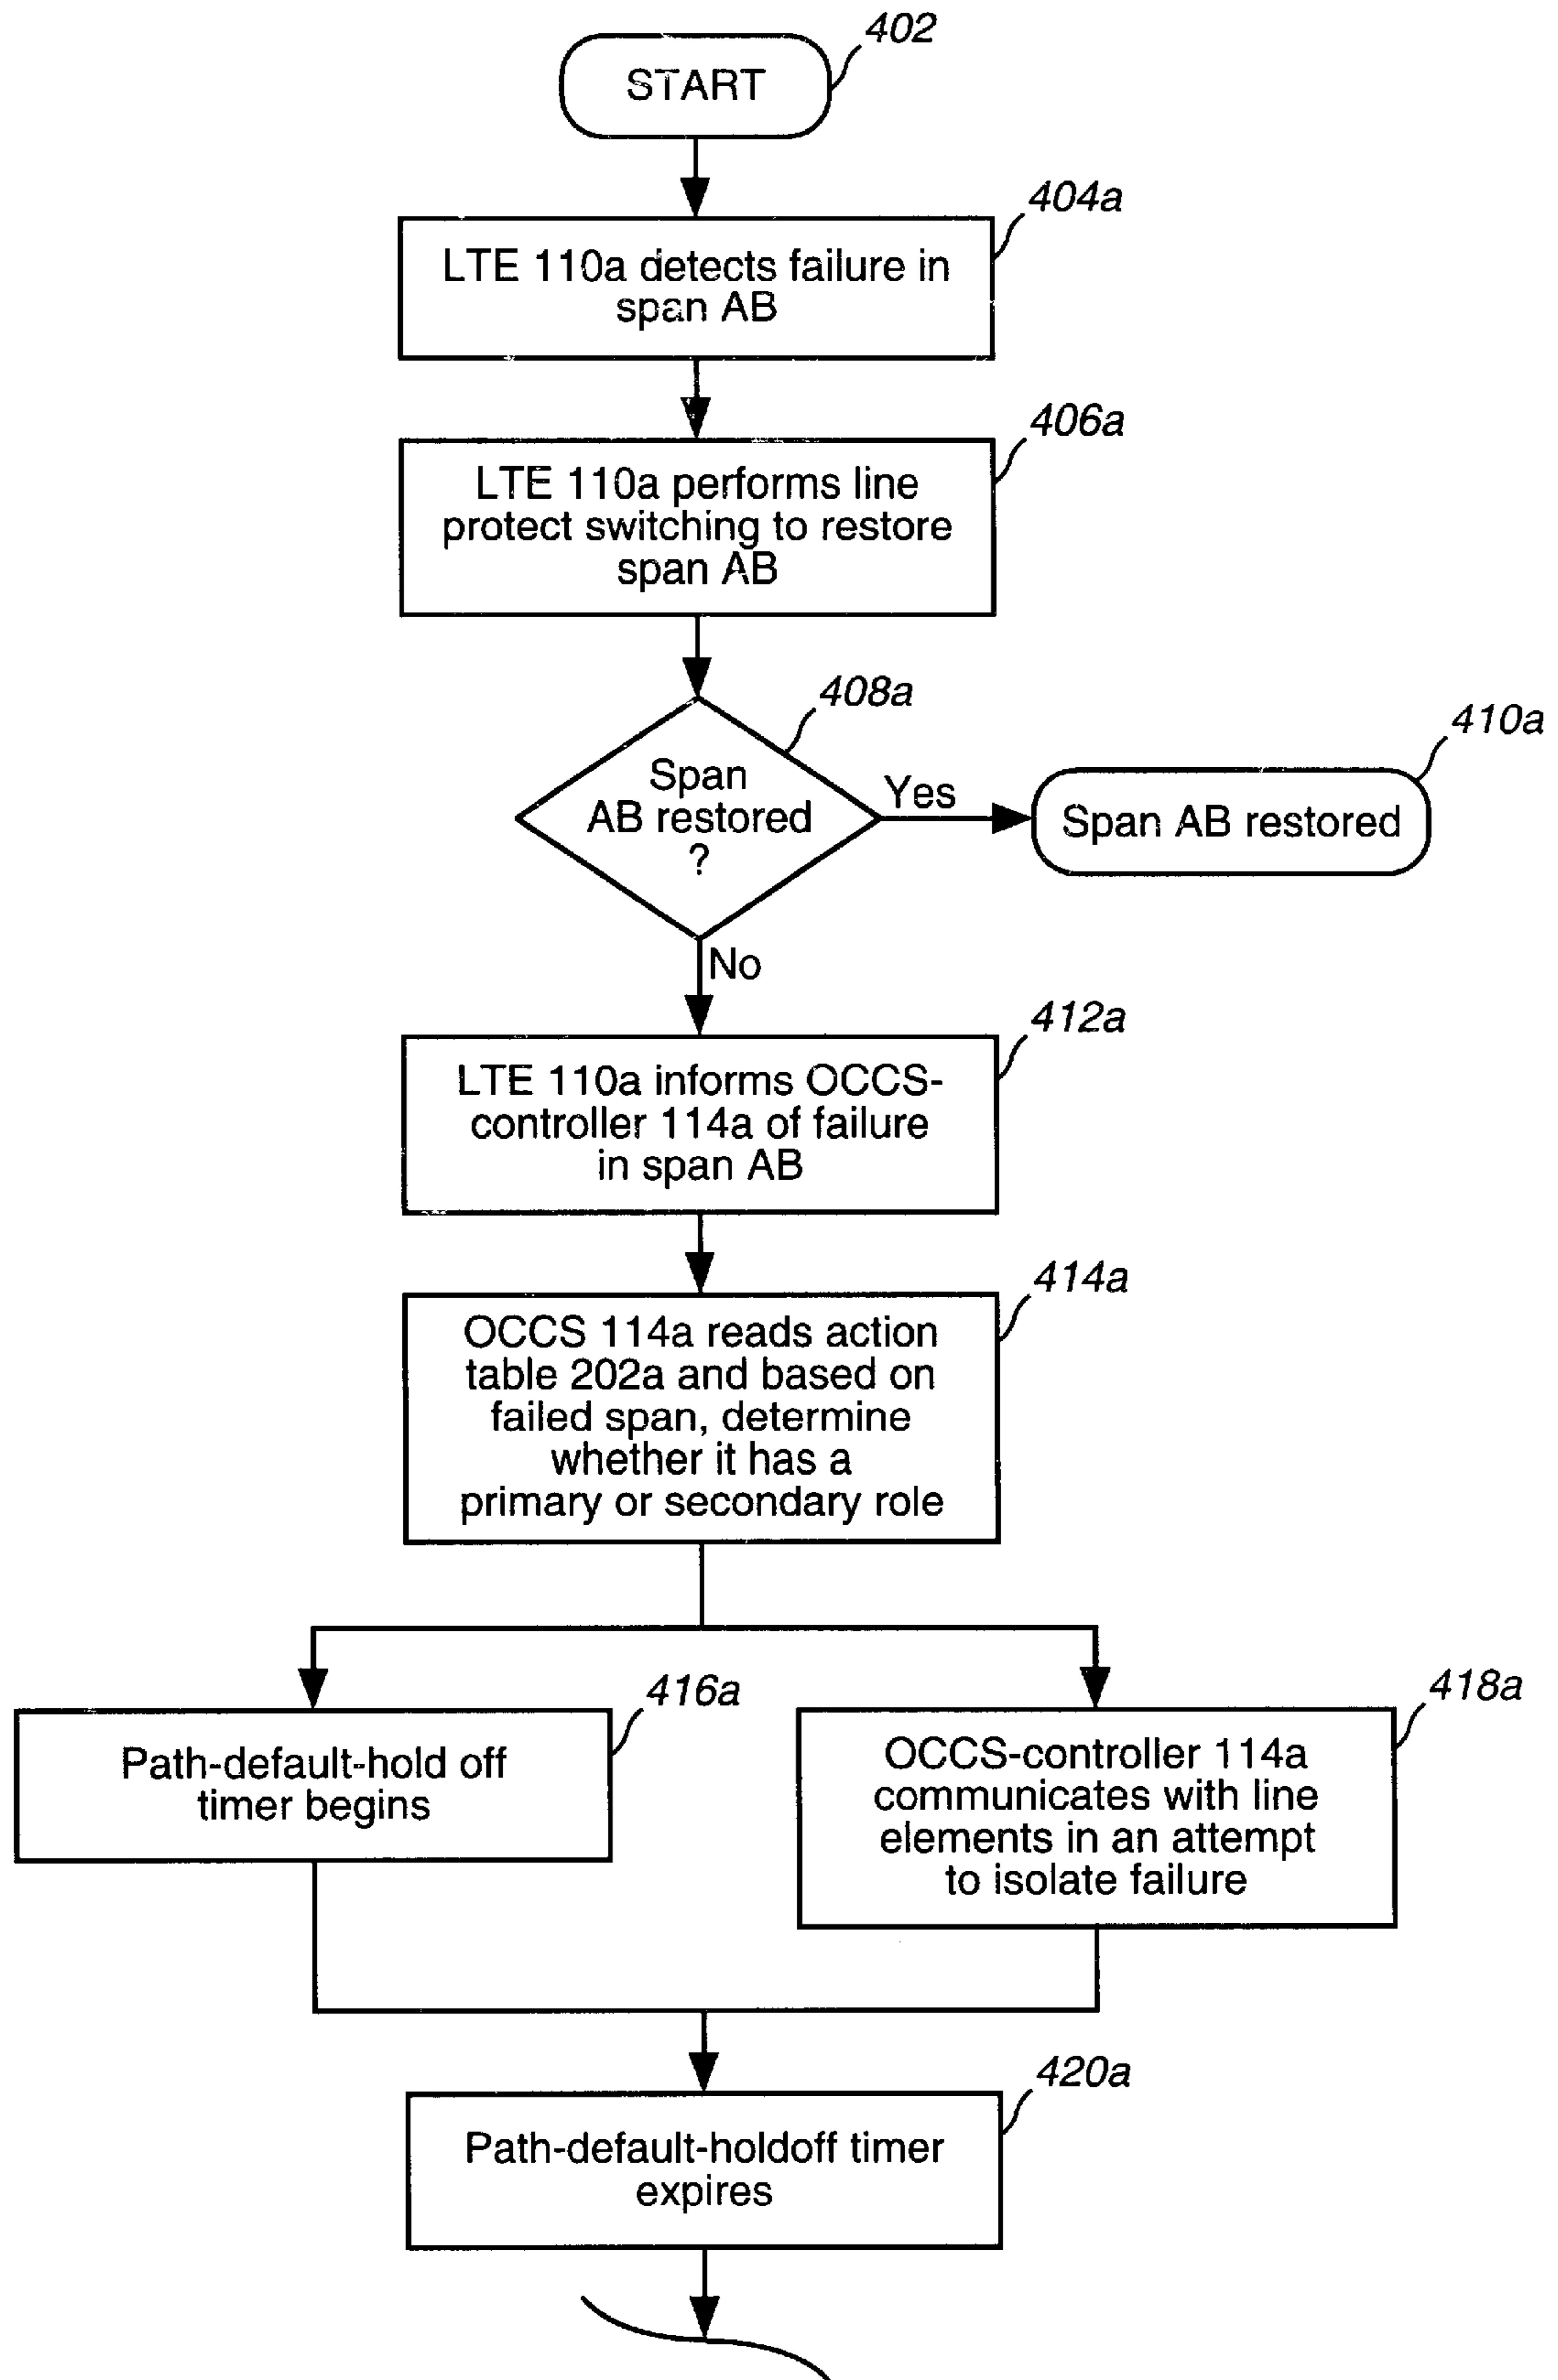 402
START
404a
LTE 110a detects failure in
span AB
406a
LTE 110a performs line
protect switching to restore
span AB
408a
Span
AB restored
?
Yes
410a
Span AB restored
No
412a
LTE 110a informs OCCS-
controller 114a of failure
in span AB
414a
OCCS 114a reads action
table 202a and based on
failed span, determine
whether it has a
primary or secondary role
416a
Path-default-hold off
timer begins
418a
OCCS-controller 114a
communicates with line
elements in an attempt
to isolate failure
420a
Path-default-holdoff timer
expires